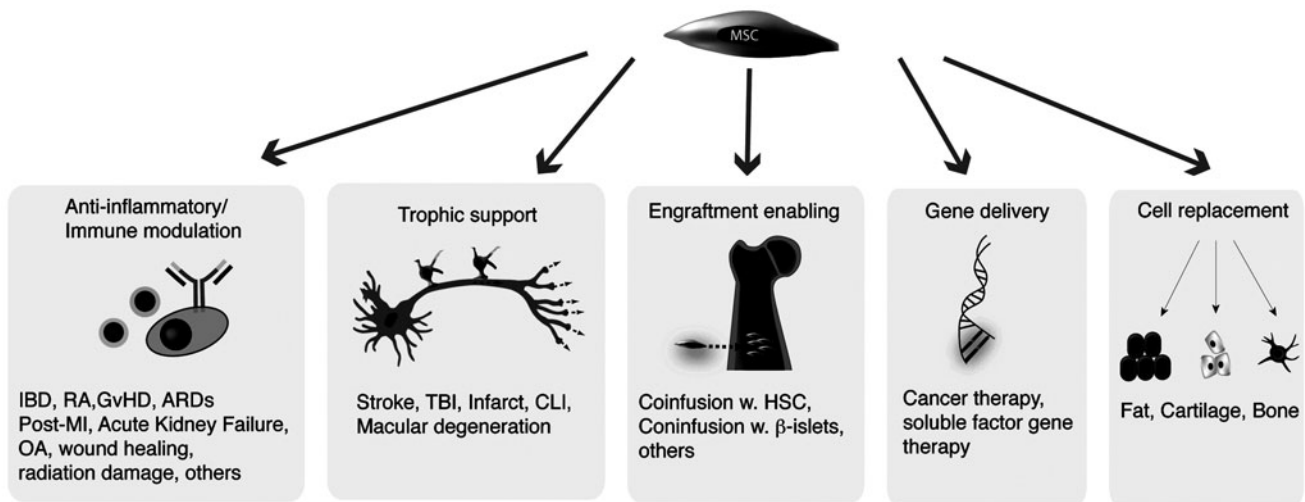 MSC
Anti-inflammatory/
Immune modulation
IBD, RA,GvHD, ARDs
Post-MI, Acute Kidney Failure,
OA, wound healing,
radiation damage, others
Trophic support
Stroke, TBI, Infarct, CLI,
Macular degeneration
Engraftment enabling
Coinfusion w. HSC,
Coninfusion w. β-islets,
others
Gene delivery
Cancer therapy,
soluble factor gene
therapy
Cell replacement
Fat, Cartilage, Bone